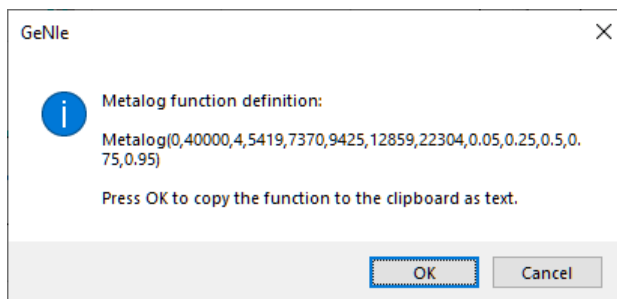 GeNIe
Metalog function definition:
Metalog(0,40000,4,5419,7370,9425,12859,22304,0.05,0.25,0.5,0.
75,0.95)
Press OK to copy the function to the clipboard as text.
OK
Cancel